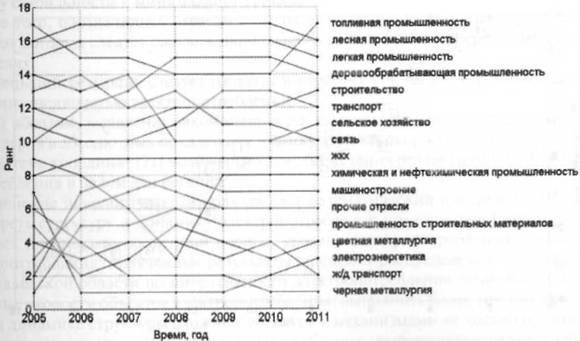 18
16
14
12
10
8
6
4
2
0
Ранг
2005 2006 2007 2008 2009 2010 2011
Время, год
топливная промышленность
лесная промышленность
легкая промышленность
деревообрабатывающая промышленность
строительство
транспорт
сельское хозяйство
связь
ЖКХ
химическая и нефтехимическая промышленность
машиностроение
прочие отрасли
промышленность строительных материалов
цветная металлургия
электроэнергетика
ж/д транспорт
черная металлургия